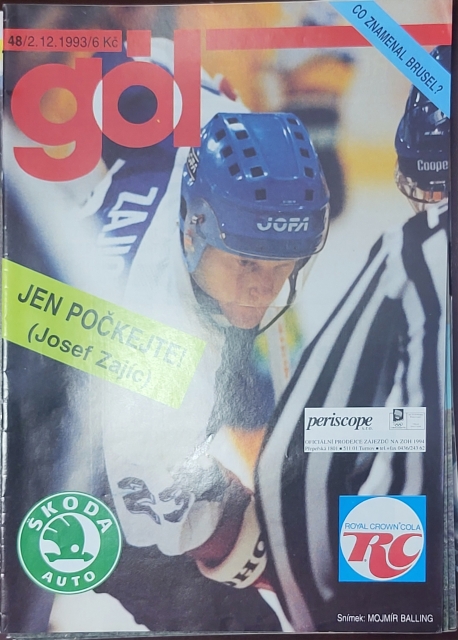 48/2.12.1993/6 Kč
gól
CO ZNAMENAL BRUSEL?
Coope
JOFA
JEN POČKEJTE!
(Josef Zajíc)
periscope
OFICIÁLNÍ PRODEJCE ZÁJEZDŮ NA ZOH 1994
23
ŠKODA
AUTO
ROYAL CROWN COLA
RC
Snímek: MOJMÍR BALLING